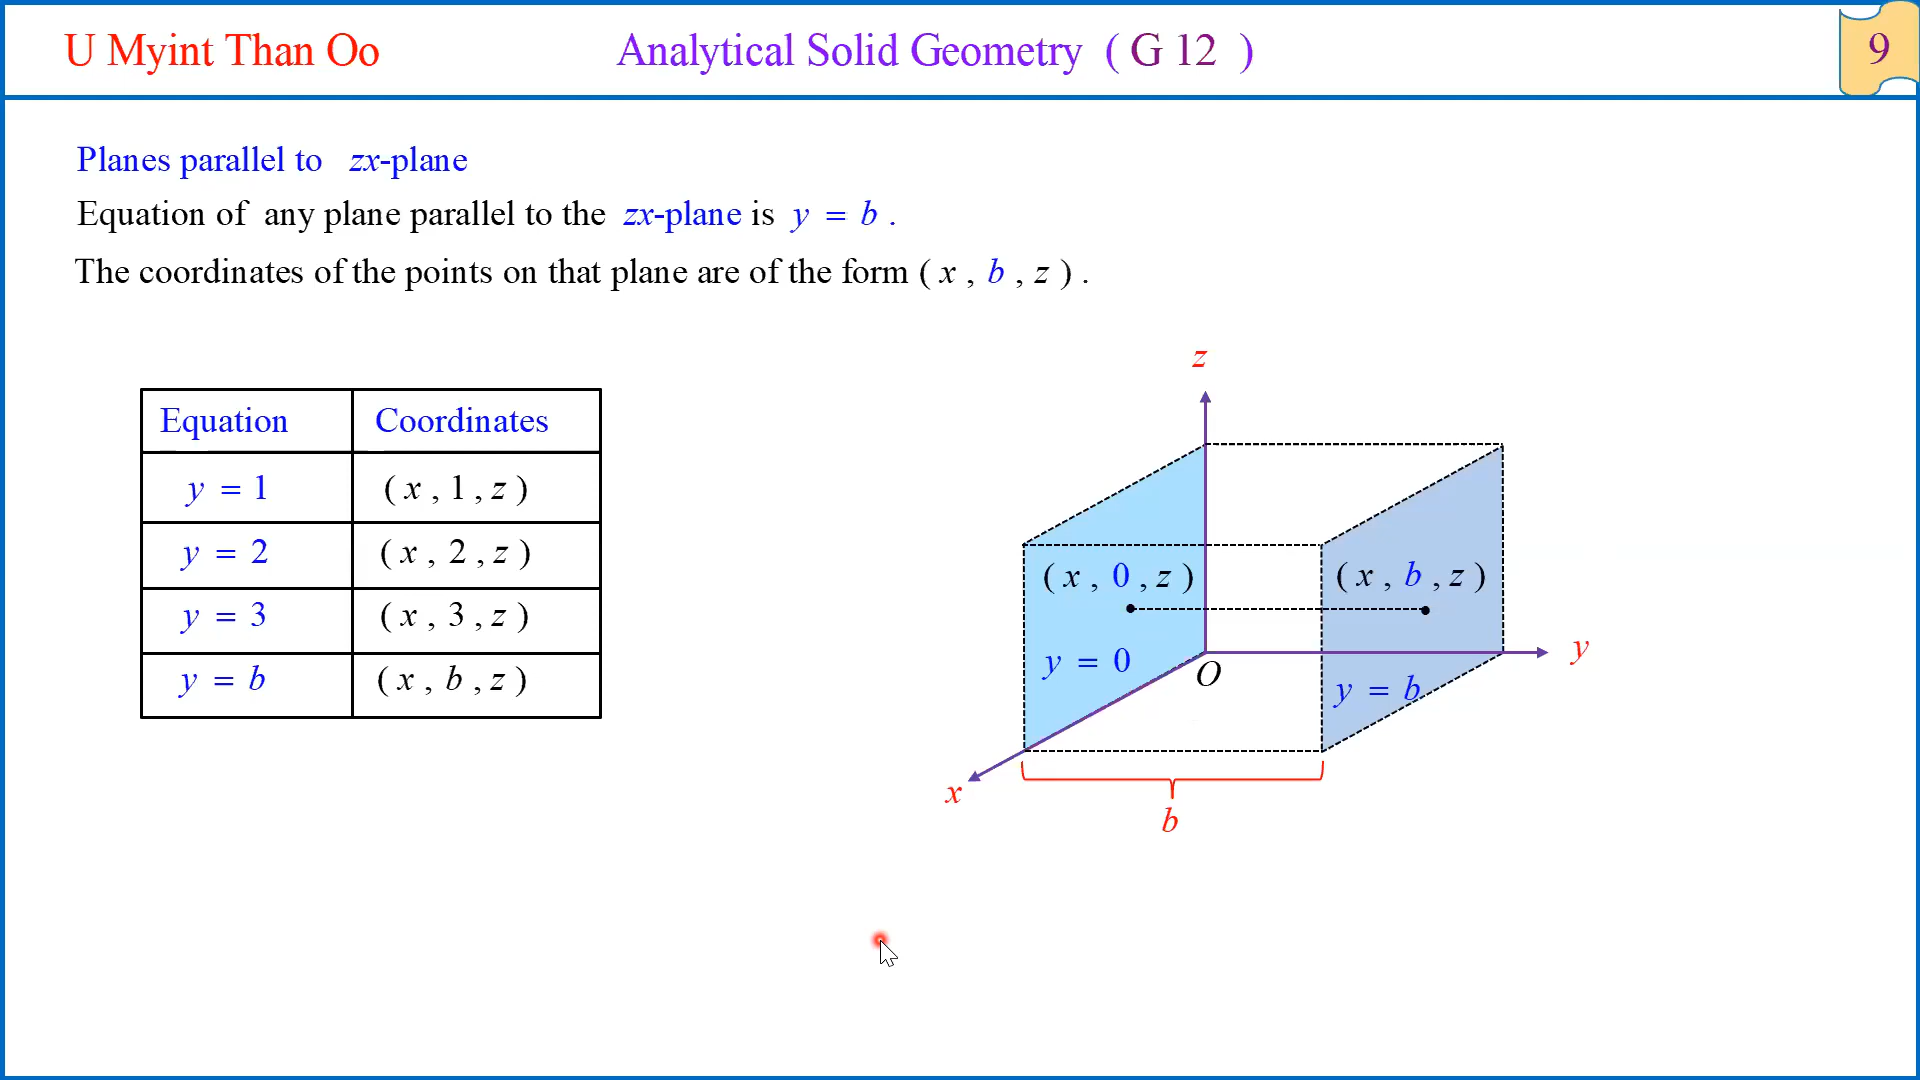 U Myint Than Oo
Analytical Solid Geometry ( G 12 )
9
Planes parallel to zx-plane
Equation of any plane parallel to the zx-plane is y = b .
The coordinates of the points on that plane are of the form ( x , b , z ) .
Equation Coordinates
y = 1 ( x , 1 , z )
y = 2 ( x , 2 , z )
y = 3 ( x , 3 , z )
y = b ( x , b , z )
z
( x , 0 , z ) ( x , b , z )
y = 0
O
y
y = b
x
b